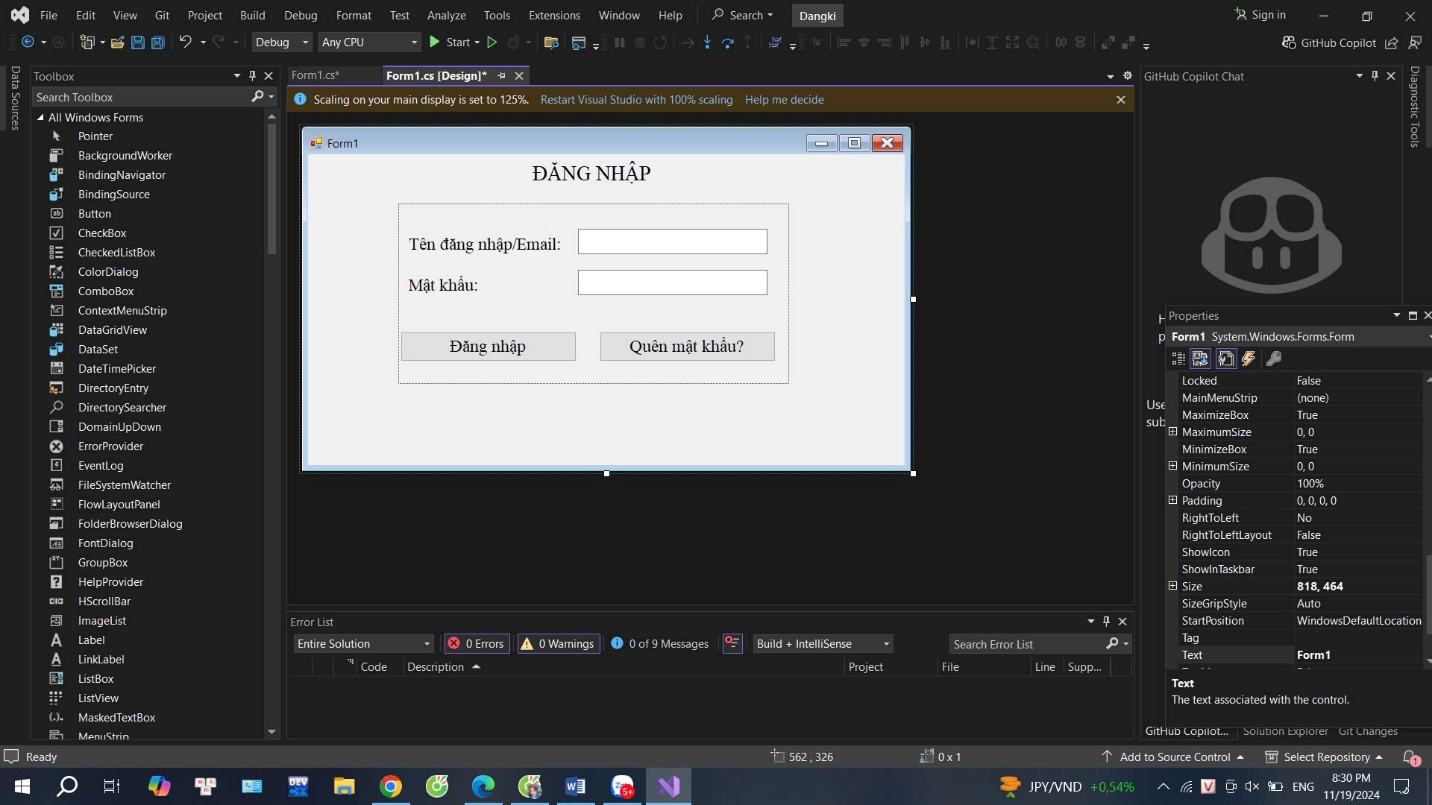 File Edit View Git Project Build Debug Format Test Analyze Tools Extensions Window Help Search Dangki Sign in
Debug Any CPU Start GitHub Copilot
Data Sources
Toolbox
Search Toolbox
All Windows Forms
Pointer
BackgroundWorker
BindingNavigator
BindingSource
Button
CheckBox
CheckedListBox
ColorDialog
ComboBox
ContextMenuStrip
DataGridView
DataSet
DateTimePicker
DirectoryEntry
DirectorySearcher
DomainUpDown
ErrorProvider
EventLog
FileSystemWatcher
FlowLayoutPanel
FolderBrowserDialog
FontDialog
GroupBox
HelpProvider
HScrollBar
ImageList
Label
LinkLabel
ListBox
ListView
MaskedTextBox
MenuStrip
Form1.cs* Form1.cs [Design]*
Scaling on your main display is set to 125%. Restart Visual Studio with 100% scaling Help me decide
Form1
ĐĂNG NHẬP
Tên đăng nhập/Email:
Mật khẩu:
Đăng nhập Quên mật khẩu?
Error List
Entire Solution 0 Errors 0 Warnings 0 of 9 Messages Build + IntelliSense Search Error List
Code Description Project File Line Supp...
GitHub Copilot Chat
Diagnostic Tools
Use
sub
Properties
Form1 System.Windows.Forms.Form
Locked False
MainMenuStrip (none)
MaximizeBox True
MaximumSize 0, 0
MinimizeBox True
MinimumSize 0, 0
Opacity 100%
Padding 0, 0, 0, 0
RightToLeft No
RightToLeftLayout False
ShowIcon True
ShowInTaskbar True
Size 818, 464
SizeGripStyle Auto
StartPosition WindowsDefaultLocation
Tag
Text Form1
Text
The text associated with the control.
GitHub Copilot... Solution Explorer Git Changes
Ready 562 , 326 0 x 1 Add to Source Control Select Repository 1
DEV 5+ JPY/VND +0,54% V ENG 8:30 PM
11/19/2024